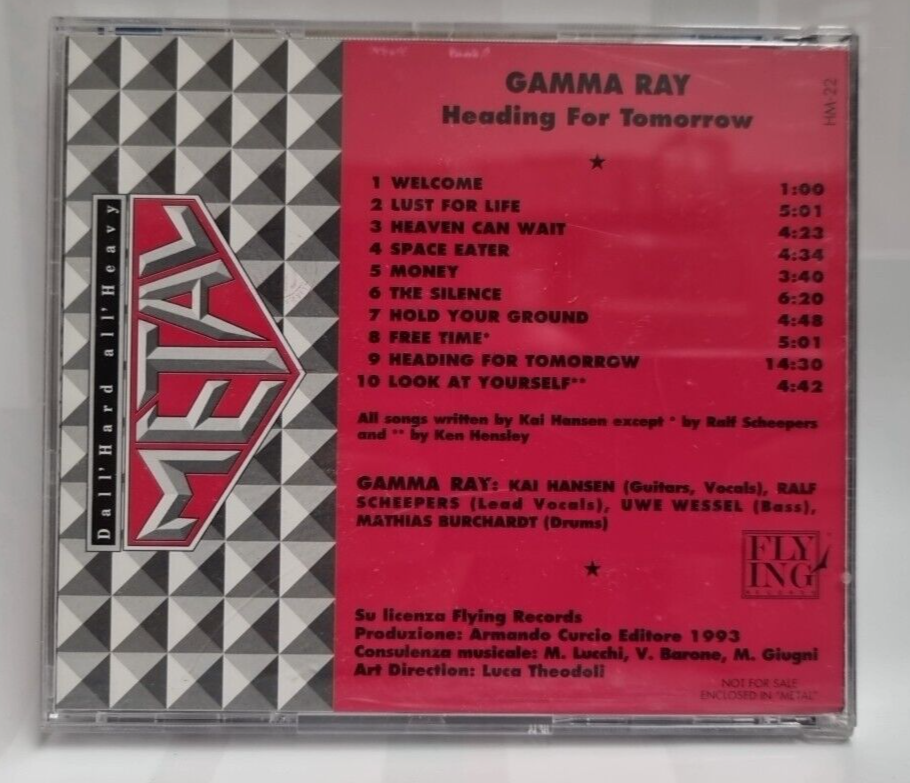 GAMMA RAY
Heading For Tomorrow
HM-22
1 WELCOME 1:00
2 LUST FOR LIFE 5:01
3 HEAVEN CAN WAIT 4:23
4 SPACE EATER 4:34
5 MONEY 3:40
6 THE SILENCE 6:20
7 HOLD YOUR GROUND 4:48
8 FREE TIME* 5:01
9 HEADING FOR TOMORROW 14:30
10 LOOK AT YOURSELF** 4:42
All songs written by Kai Hansen except * by Ralf Scheepers
and ** by Ken Hensley
GAMMA RAY: KAI HANSEN (Guitars, Vocals), RALF
SCHEEPERS (Lead Vocals), UWE WESSEL (Bass),
MATHIAS BURCHARDT (Drums)
FLY
ING
RECORDS
Su licenza Flying Records
Produzione: Armando Curcio Editore 1993
Consulenza musicale: M. Lucchi, V. Barone, M. Giugni
Art Direction: Luca Theodoli
NOT FOR SALE
ENCLOSED IN "METAL"
Dall'Hard all'Heavy
METAL